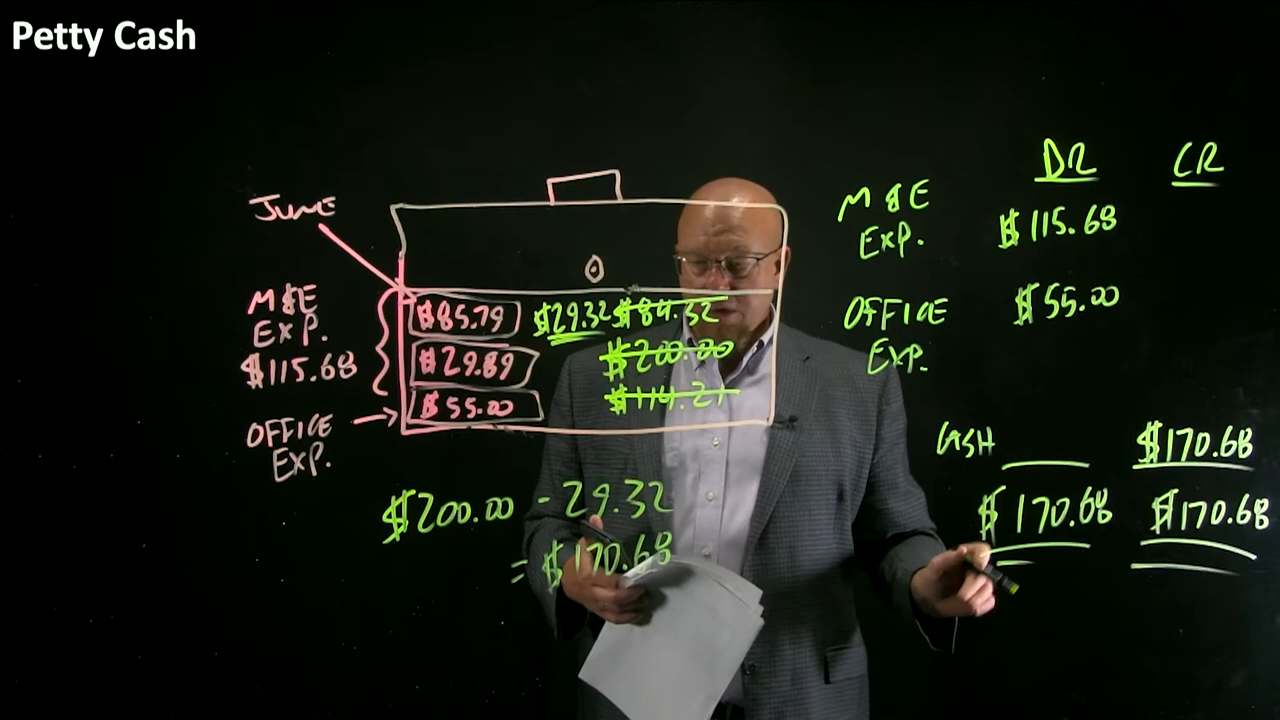 Petty Cash
JUNE
M&E
EXP.
$115.68
OFFICE
EXP.
$85.79
$29.89
$55.00
$29.32 $84.32
$200.00
$114.21
$200.00 - 29.32
= $170.68
DR CR
M&E
EXP.
$115.68
OFFICE
EXP.
$55.00
CASH $170.68
$170.68 $170.68